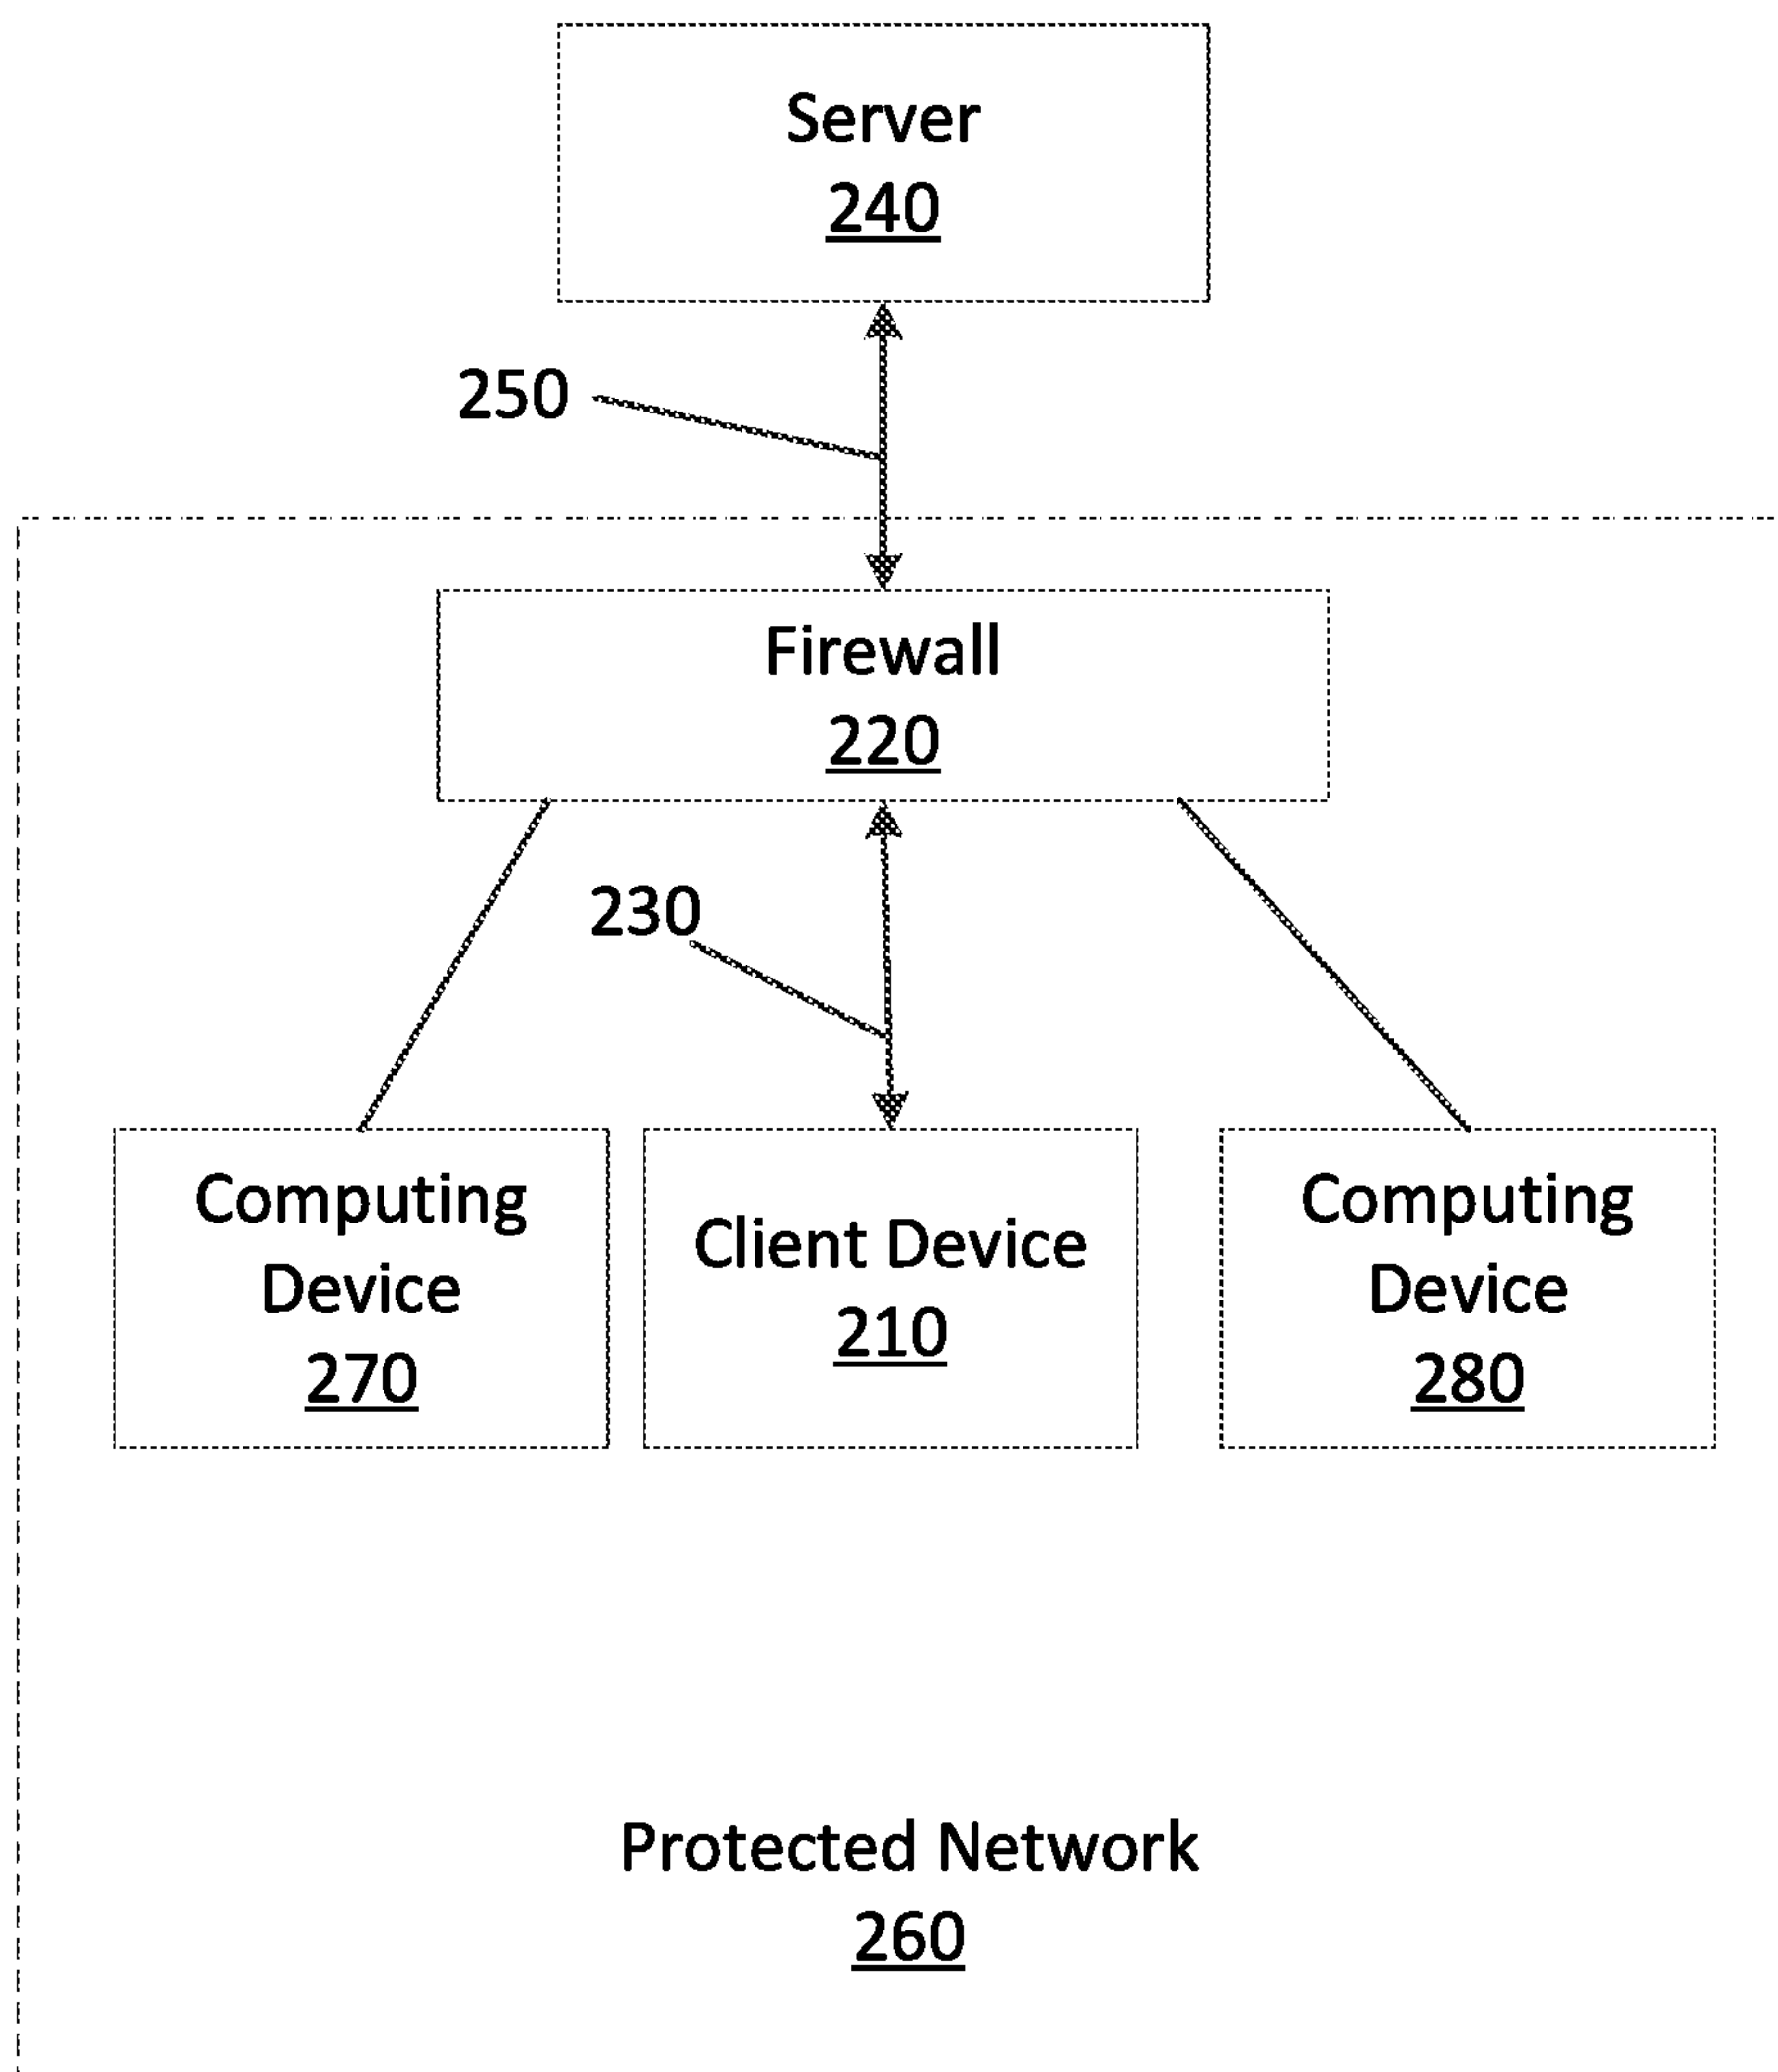 Server
240
250
Firewall
220
230
Computing
Device
270
Client Device
210
Computing
Device
280
Protected Network
260